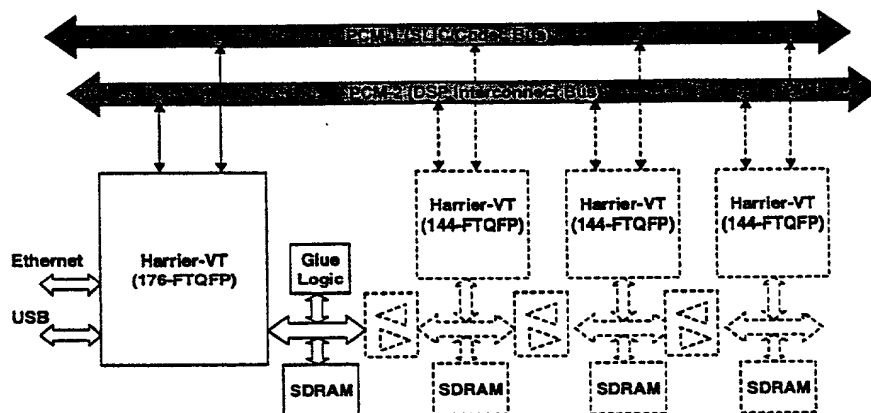 PCM-1 (SLIC Codec Bus)
PCM-2 (DSP Interconnect Bus)
Harrier-VT
(144-FTQFP)
Harrier-VT
(144-FTQFP)
Harrier-VT
(144-FTQFP)
Ethernet
USB
Harrier-VT
(176-FTQFP)
Glue
Logic
SDRAM
SDRAM
SDRAM
SDRAM